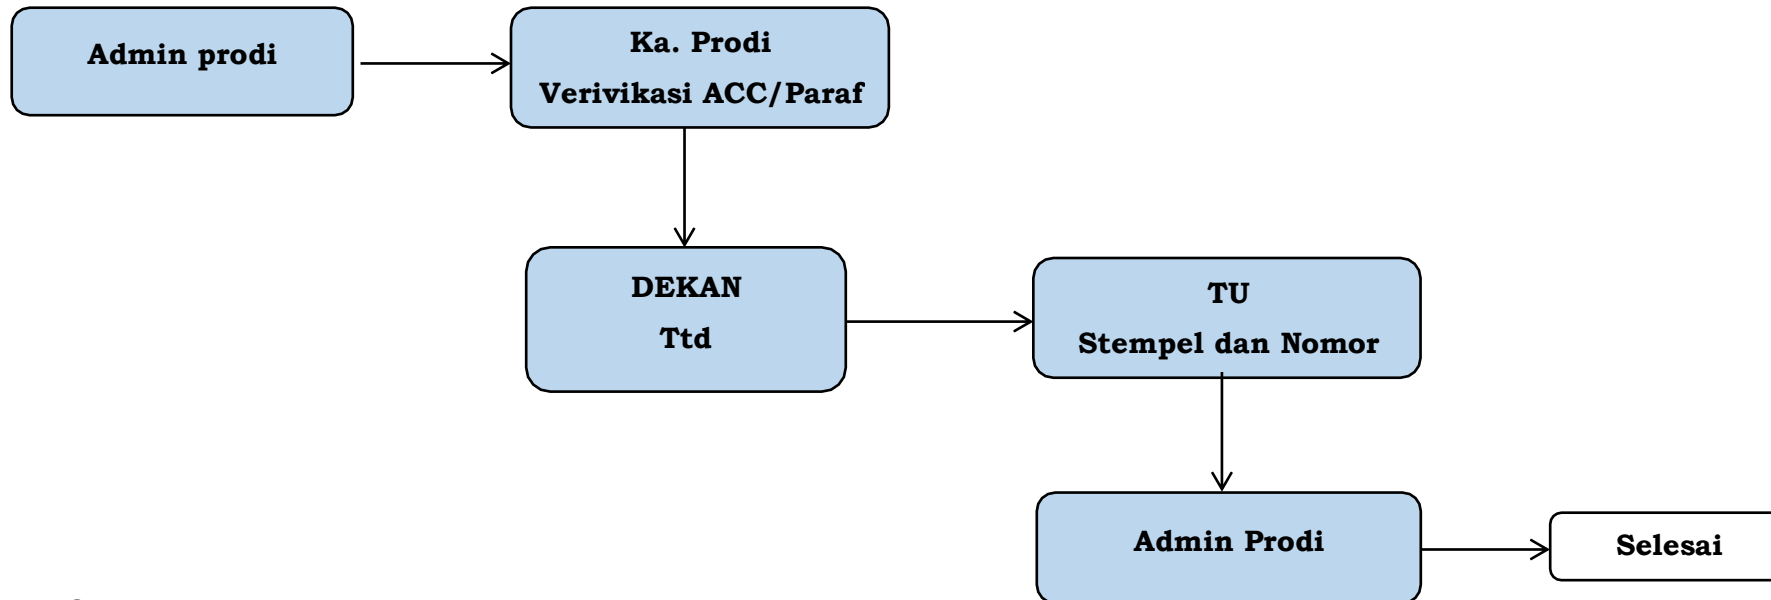 Admin prodi
Ka. Prodi
Verivikasi ACC/Paraf
DEKAN
Ttd
TU
Stempel dan Nomor
Admin Prodi
Selesai